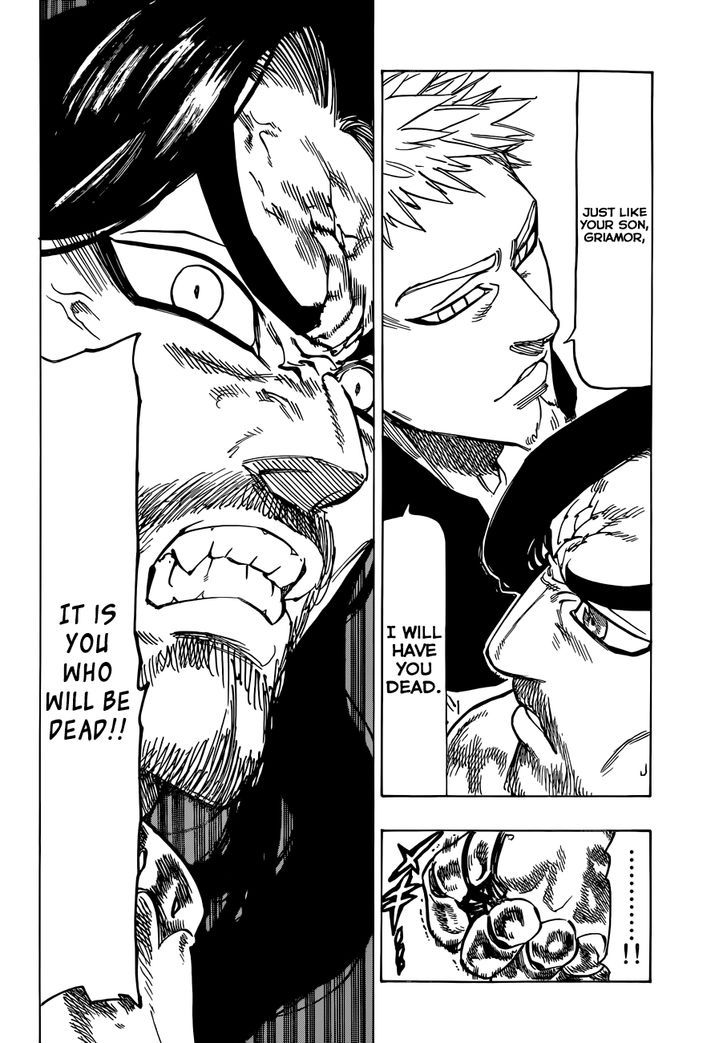 JUST LIKE
YOUR SON,
GRIAMOR,
I WILL
HAVE
YOU
DEAD.
..........!!
IT IS
YOU
WHO
WILL BE
DEAD!!